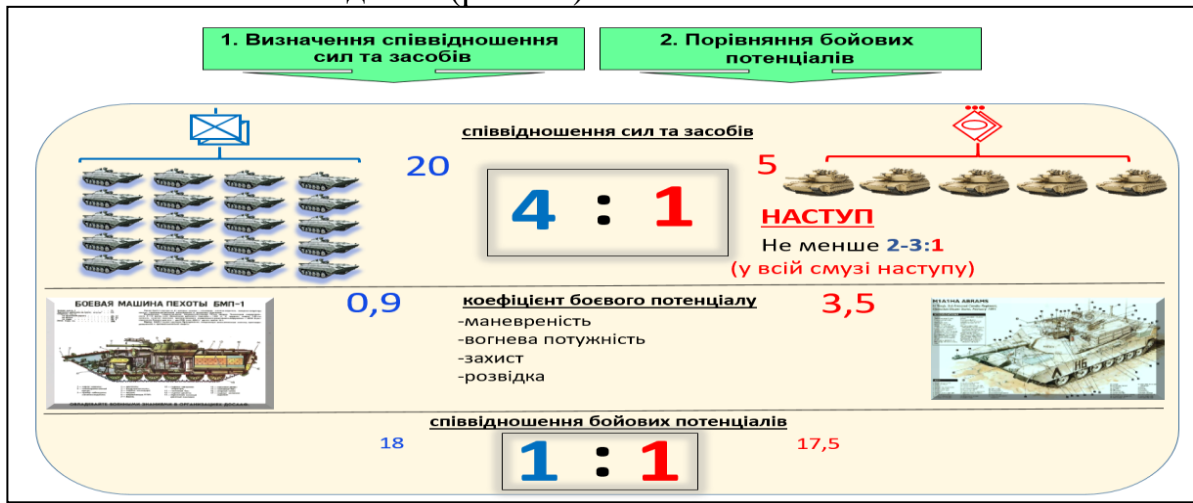 1. Визначення співвідношення
сил та засобів
2. Порівняння бойових
потенціалів
співвідношення сил та засобів
20
4 : 1
5
НАСТУП
Не менше 2-3:1
(у всій смузі наступу)
0,9
коефіцієнт боєвого потенціалу
3,5
-маневреність
-вогнева потужність
-захист
-розвідка
БОЕВАЯ МАШИНА ПЕХОТЫ БМП-1
M1A1HA ABRAMS
співвідношення бойових потенціалів
18
1 : 1
17,5